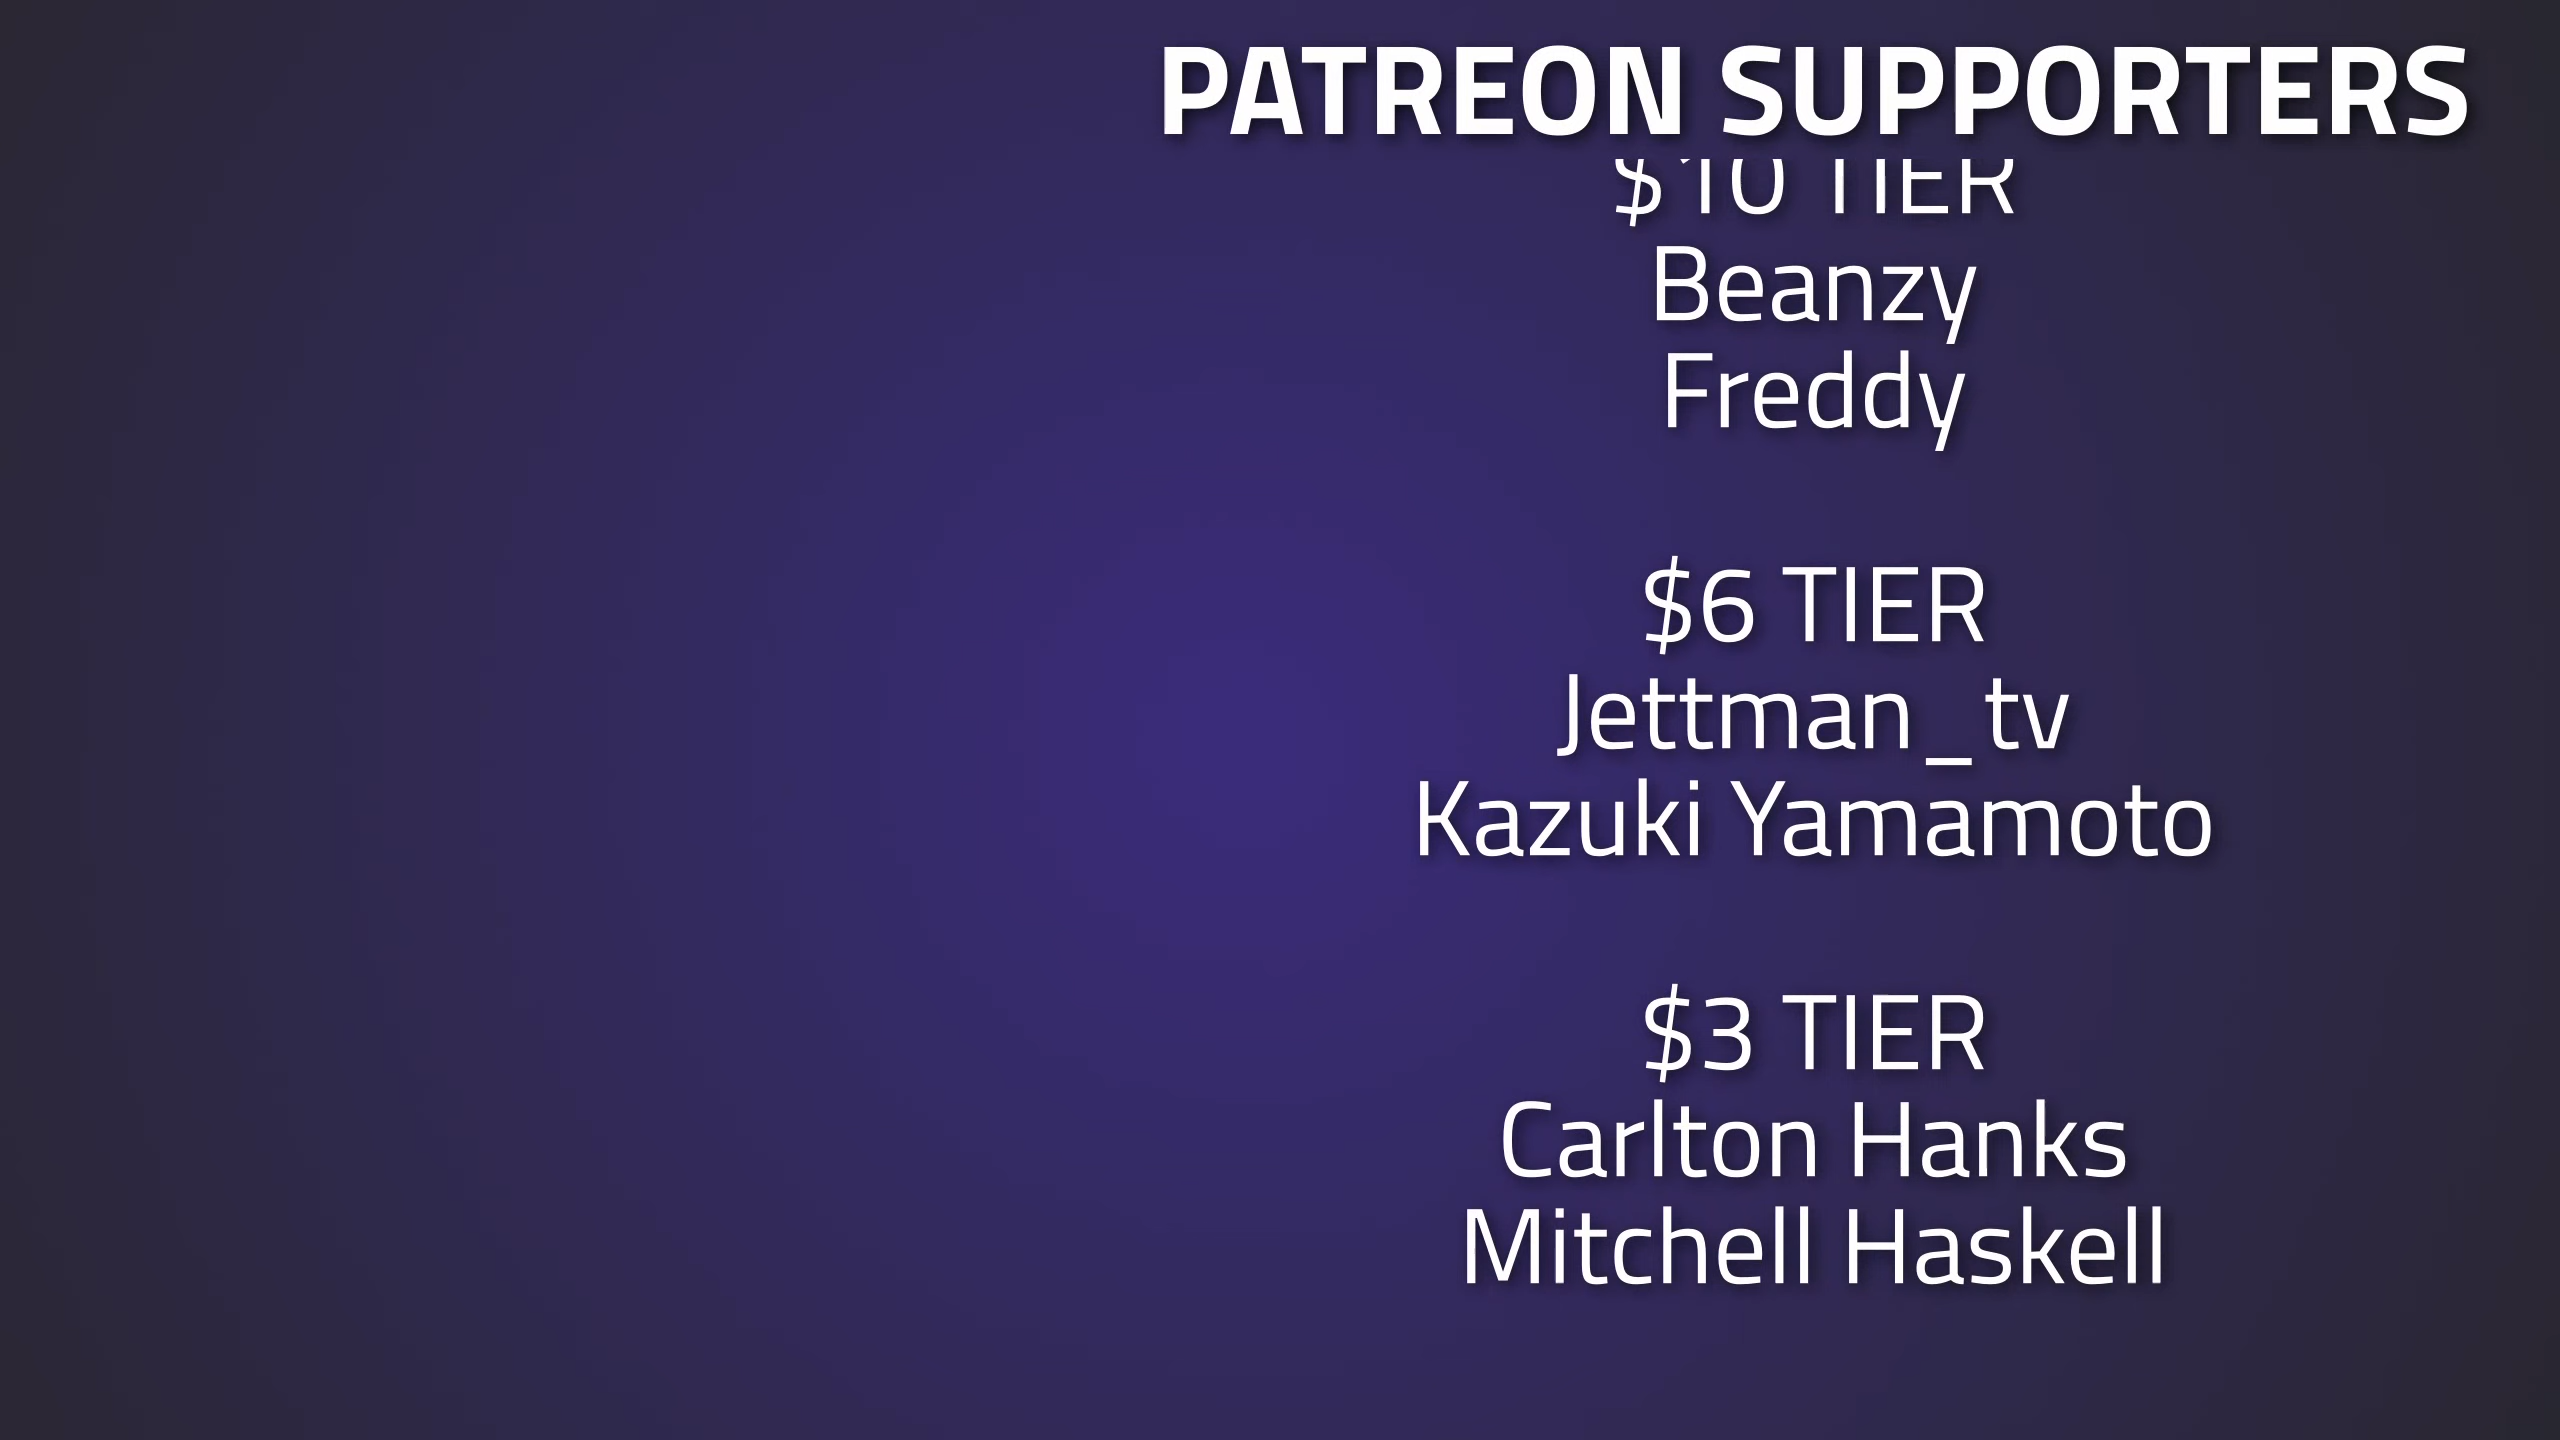 PATREON SUPPORTERS
$10 TIER
Beanzy
Freddy
$6 TIER
Jettman_tv
Kazuki Yamamoto
$3 TIER
Carlton Hanks
Mitchell Haskell